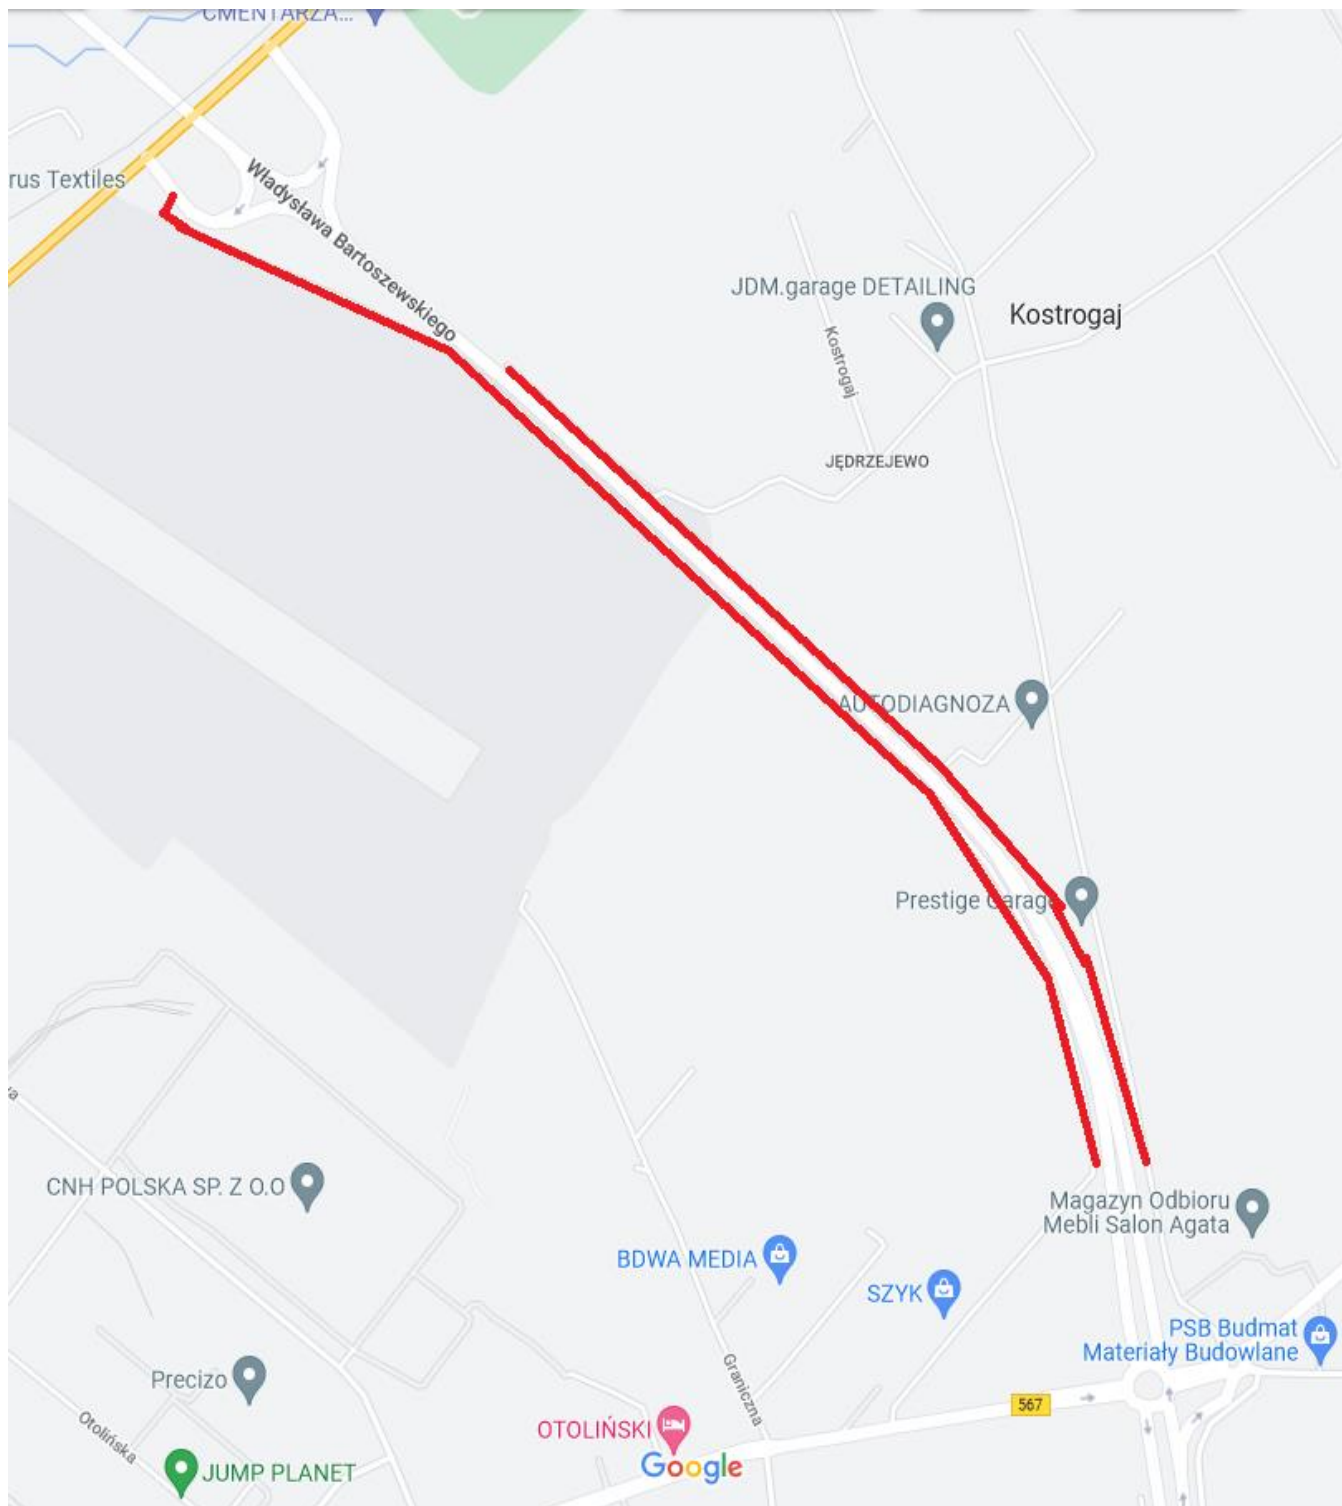 CMENTARZA...
rus Textiles
Władysława Bartoszewskiego
JDM.garage DETAILING
Kostrogaj
Kostrogaj
JĘDRZEJEWO
AUTODIAGNOZA
Prestige Garage
CNH POLSKA SP. Z O.O
Magazyn Odbioru
Mebli Salon Agata
BDWA MEDIA
SZYK
PSB Budmat
Materiały Budowlane
Precizo
Graniczna
567
Otolińska
OTOLIŃSKI
Google
JUMP PLANET